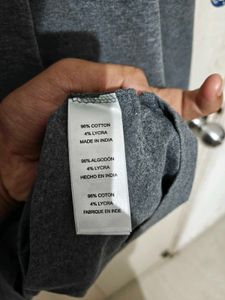 96% COTTON
4% LYCRA
MADE IN INDIA
96% ALGODÓN
4% LYCRA
HECHO EN INDIA
96% COTON
4% LYCRA
FABRIQUE EN INDE